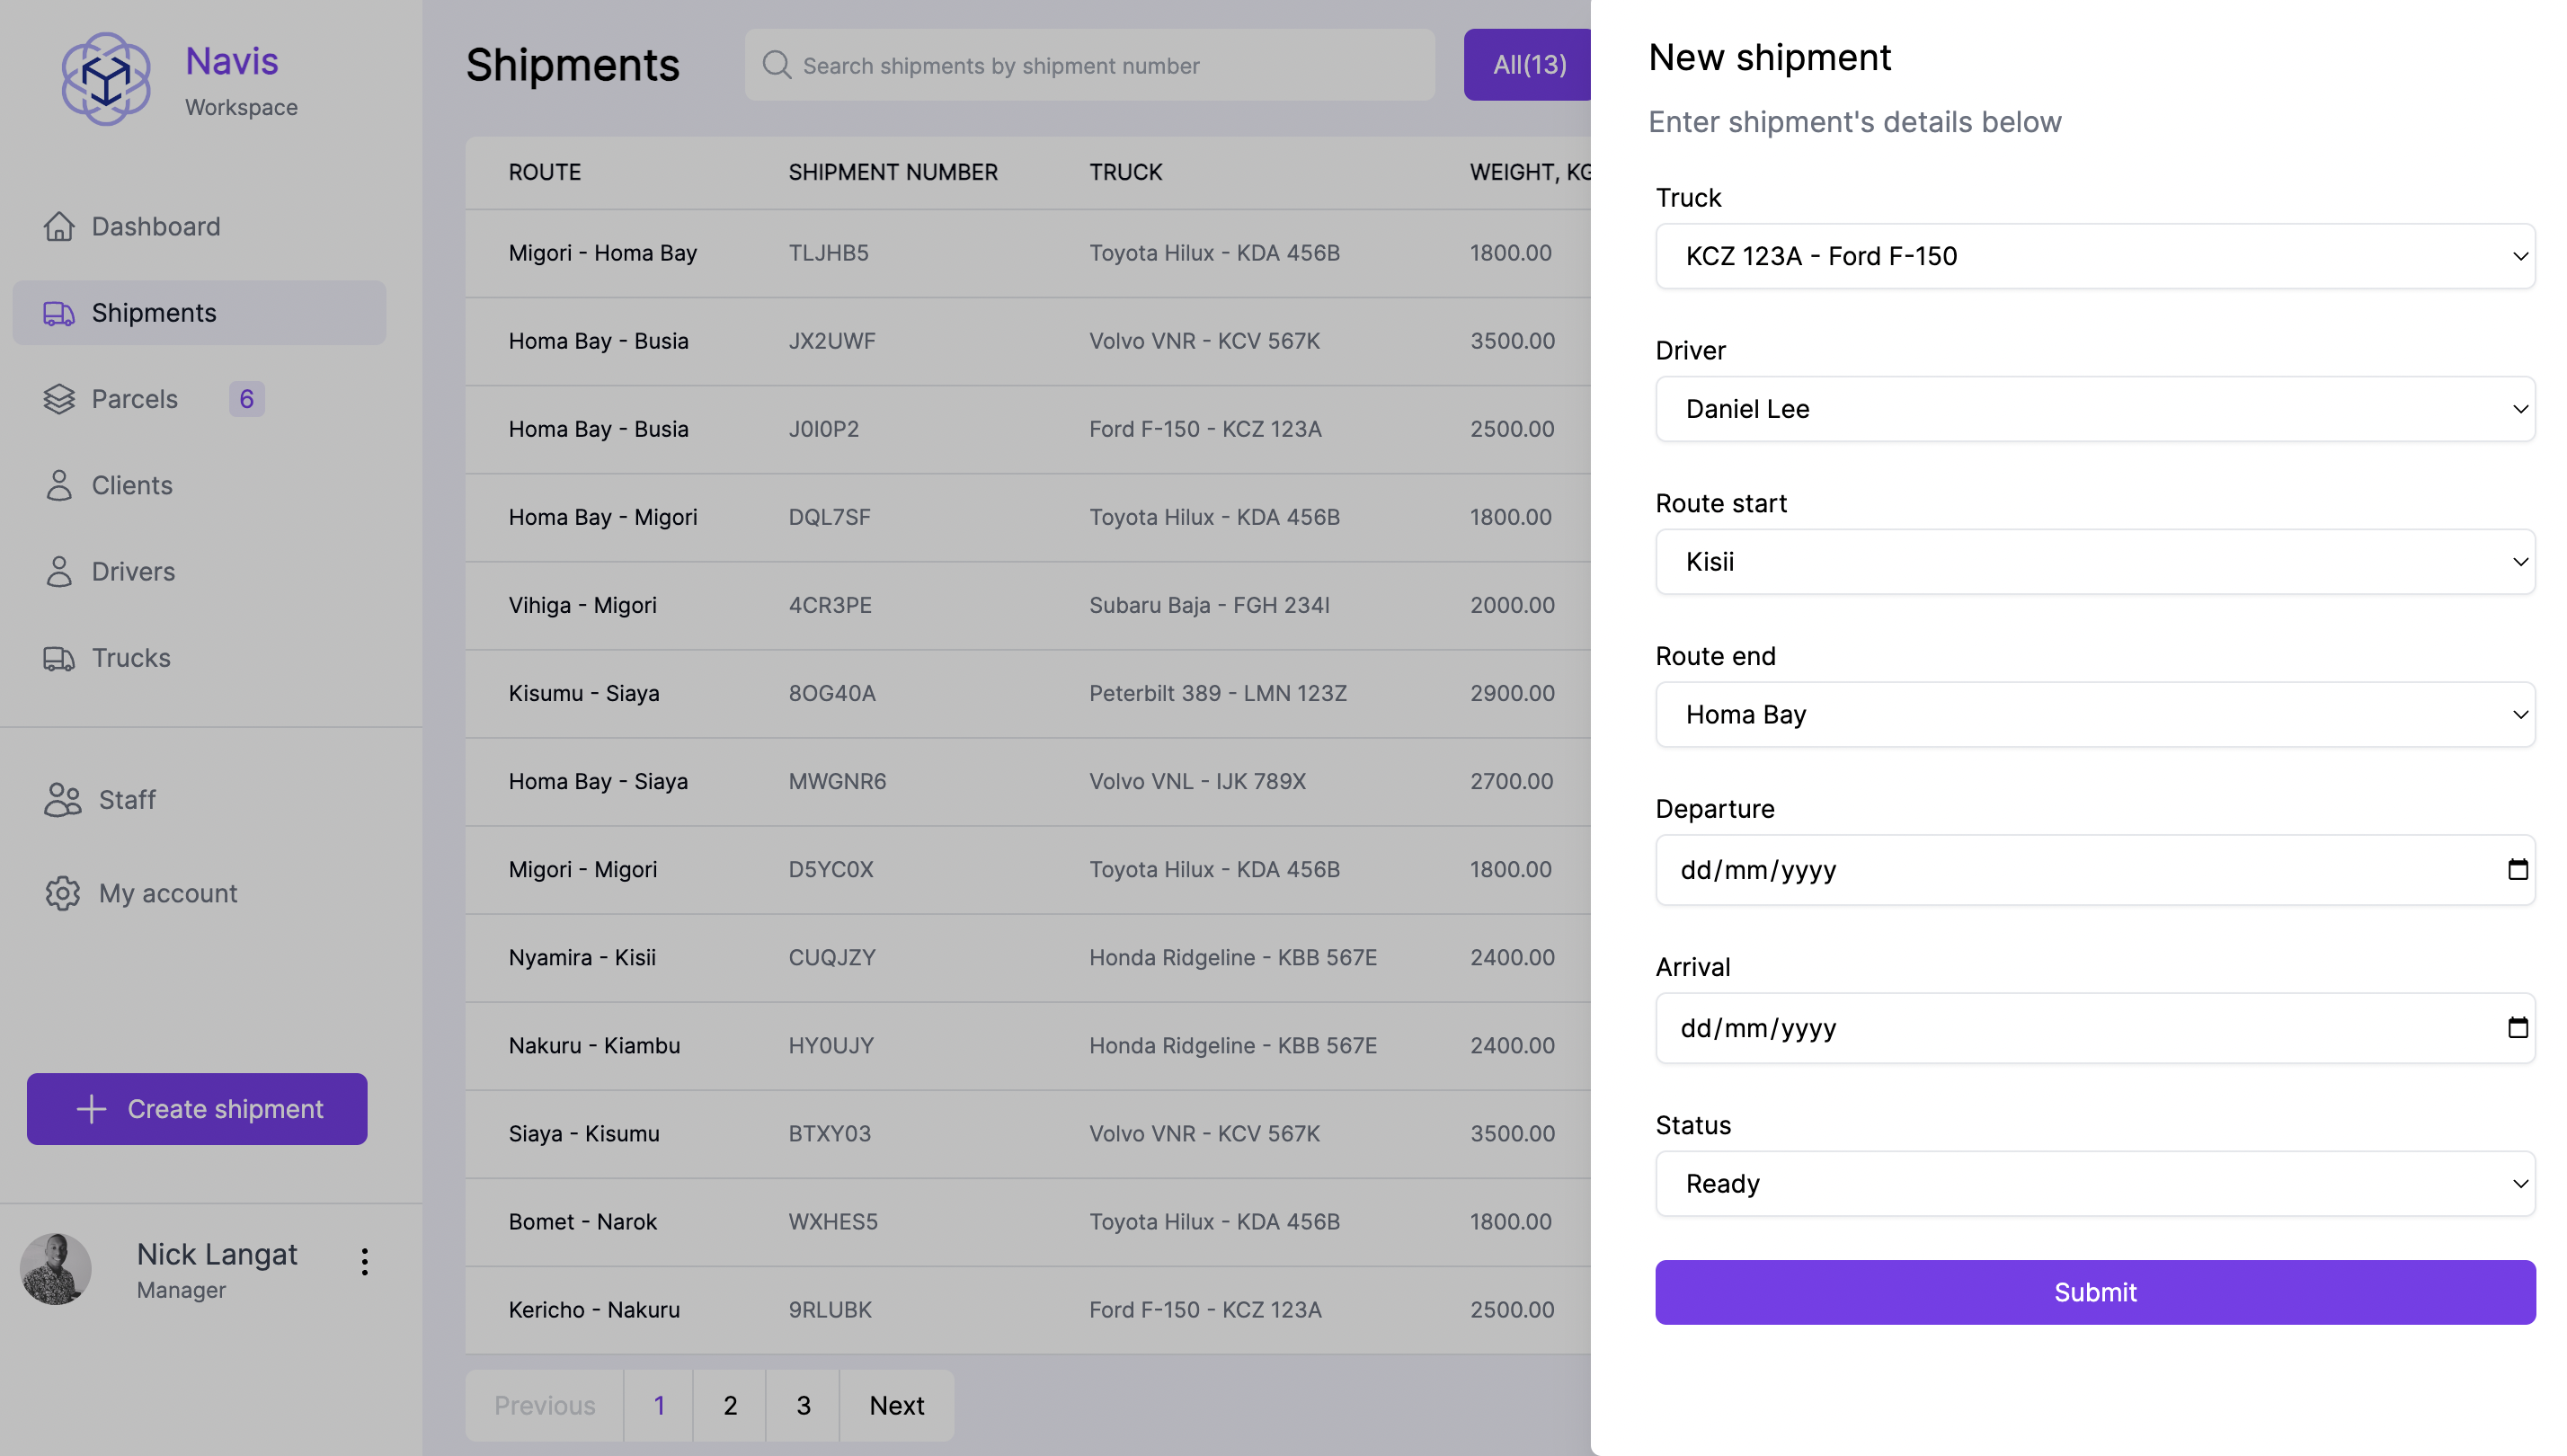 Navis
Workspace
Dashboard
Shipments
Parcels 6
Clients
Drivers
Trucks
Staff
My account
Create shipment
Nick Langat
Manager
Shipments
Search shipments by shipment number
All(13)
ROUTE SHIPMENT NUMBER TRUCK WEIGHT, KG
Migori - Homa Bay TLJHB5 Toyota Hilux - KDA 456B 1800.00
Homa Bay - Busia JX2UWF Volvo VNR - KCV 567K 3500.00
Homa Bay - Busia J0I0P2 Ford F-150 - KCZ 123A 2500.00
Homa Bay - Migori DQL7SF Toyota Hilux - KDA 456B 1800.00
Vihiga - Migori 4CR3PE Subaru Baja - FGH 234I 2000.00
Kisumu - Siaya 8OG40A Peterbilt 389 - LMN 123Z 2900.00
Homa Bay - Siaya MWGNR6 Volvo VNL - IJK 789X 2700.00
Migori - Migori D5YC0X Toyota Hilux - KDA 456B 1800.00
Nyamira - Kisii CUQJZY Honda Ridgeline - KBB 567E 2400.00
Nakuru - Kiambu HY0UJY Honda Ridgeline - KBB 567E 2400.00
Siaya - Kisumu BTXY03 Volvo VNR - KCV 567K 3500.00
Bomet - Narok WXHES5 Toyota Hilux - KDA 456B 1800.00
Kericho - Nakuru 9RLUBK Ford F-150 - KCZ 123A 2500.00
Previous 1 2 3 Next
New shipment
Enter shipment's details below
Truck
KCZ 123A - Ford F-150
Driver
Daniel Lee
Route start
Kisii
Route end
Homa Bay
Departure
dd/mm/yyyy
Arrival
dd/mm/yyyy
Status
Ready
Submit